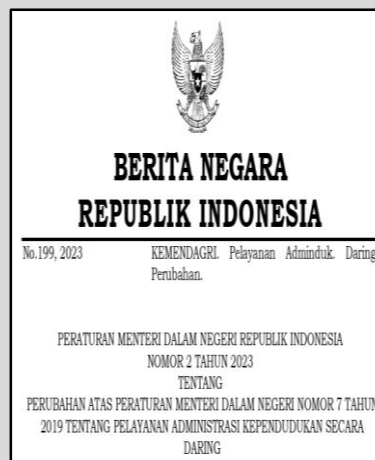 BERITA NEGARA
REPUBLIK INDONESIA
No.199, 2023 KEMENDAGRI. Pelayanan Adminduk. Daring
Perubahan.
PERATURAN MENTERI DALAM NEGERI REPUBLIK INDONESIA
NOMOR 2 TAHUN 2023
TENTANG
PERUBAHAN ATAS PERATURAN MENTERI DALAM NEGERI NOMOR 7 TAHUN
2019 TENTANG PELAYANAN ADMINISTRASI KEPENDUDUKAN SECARA
DARING